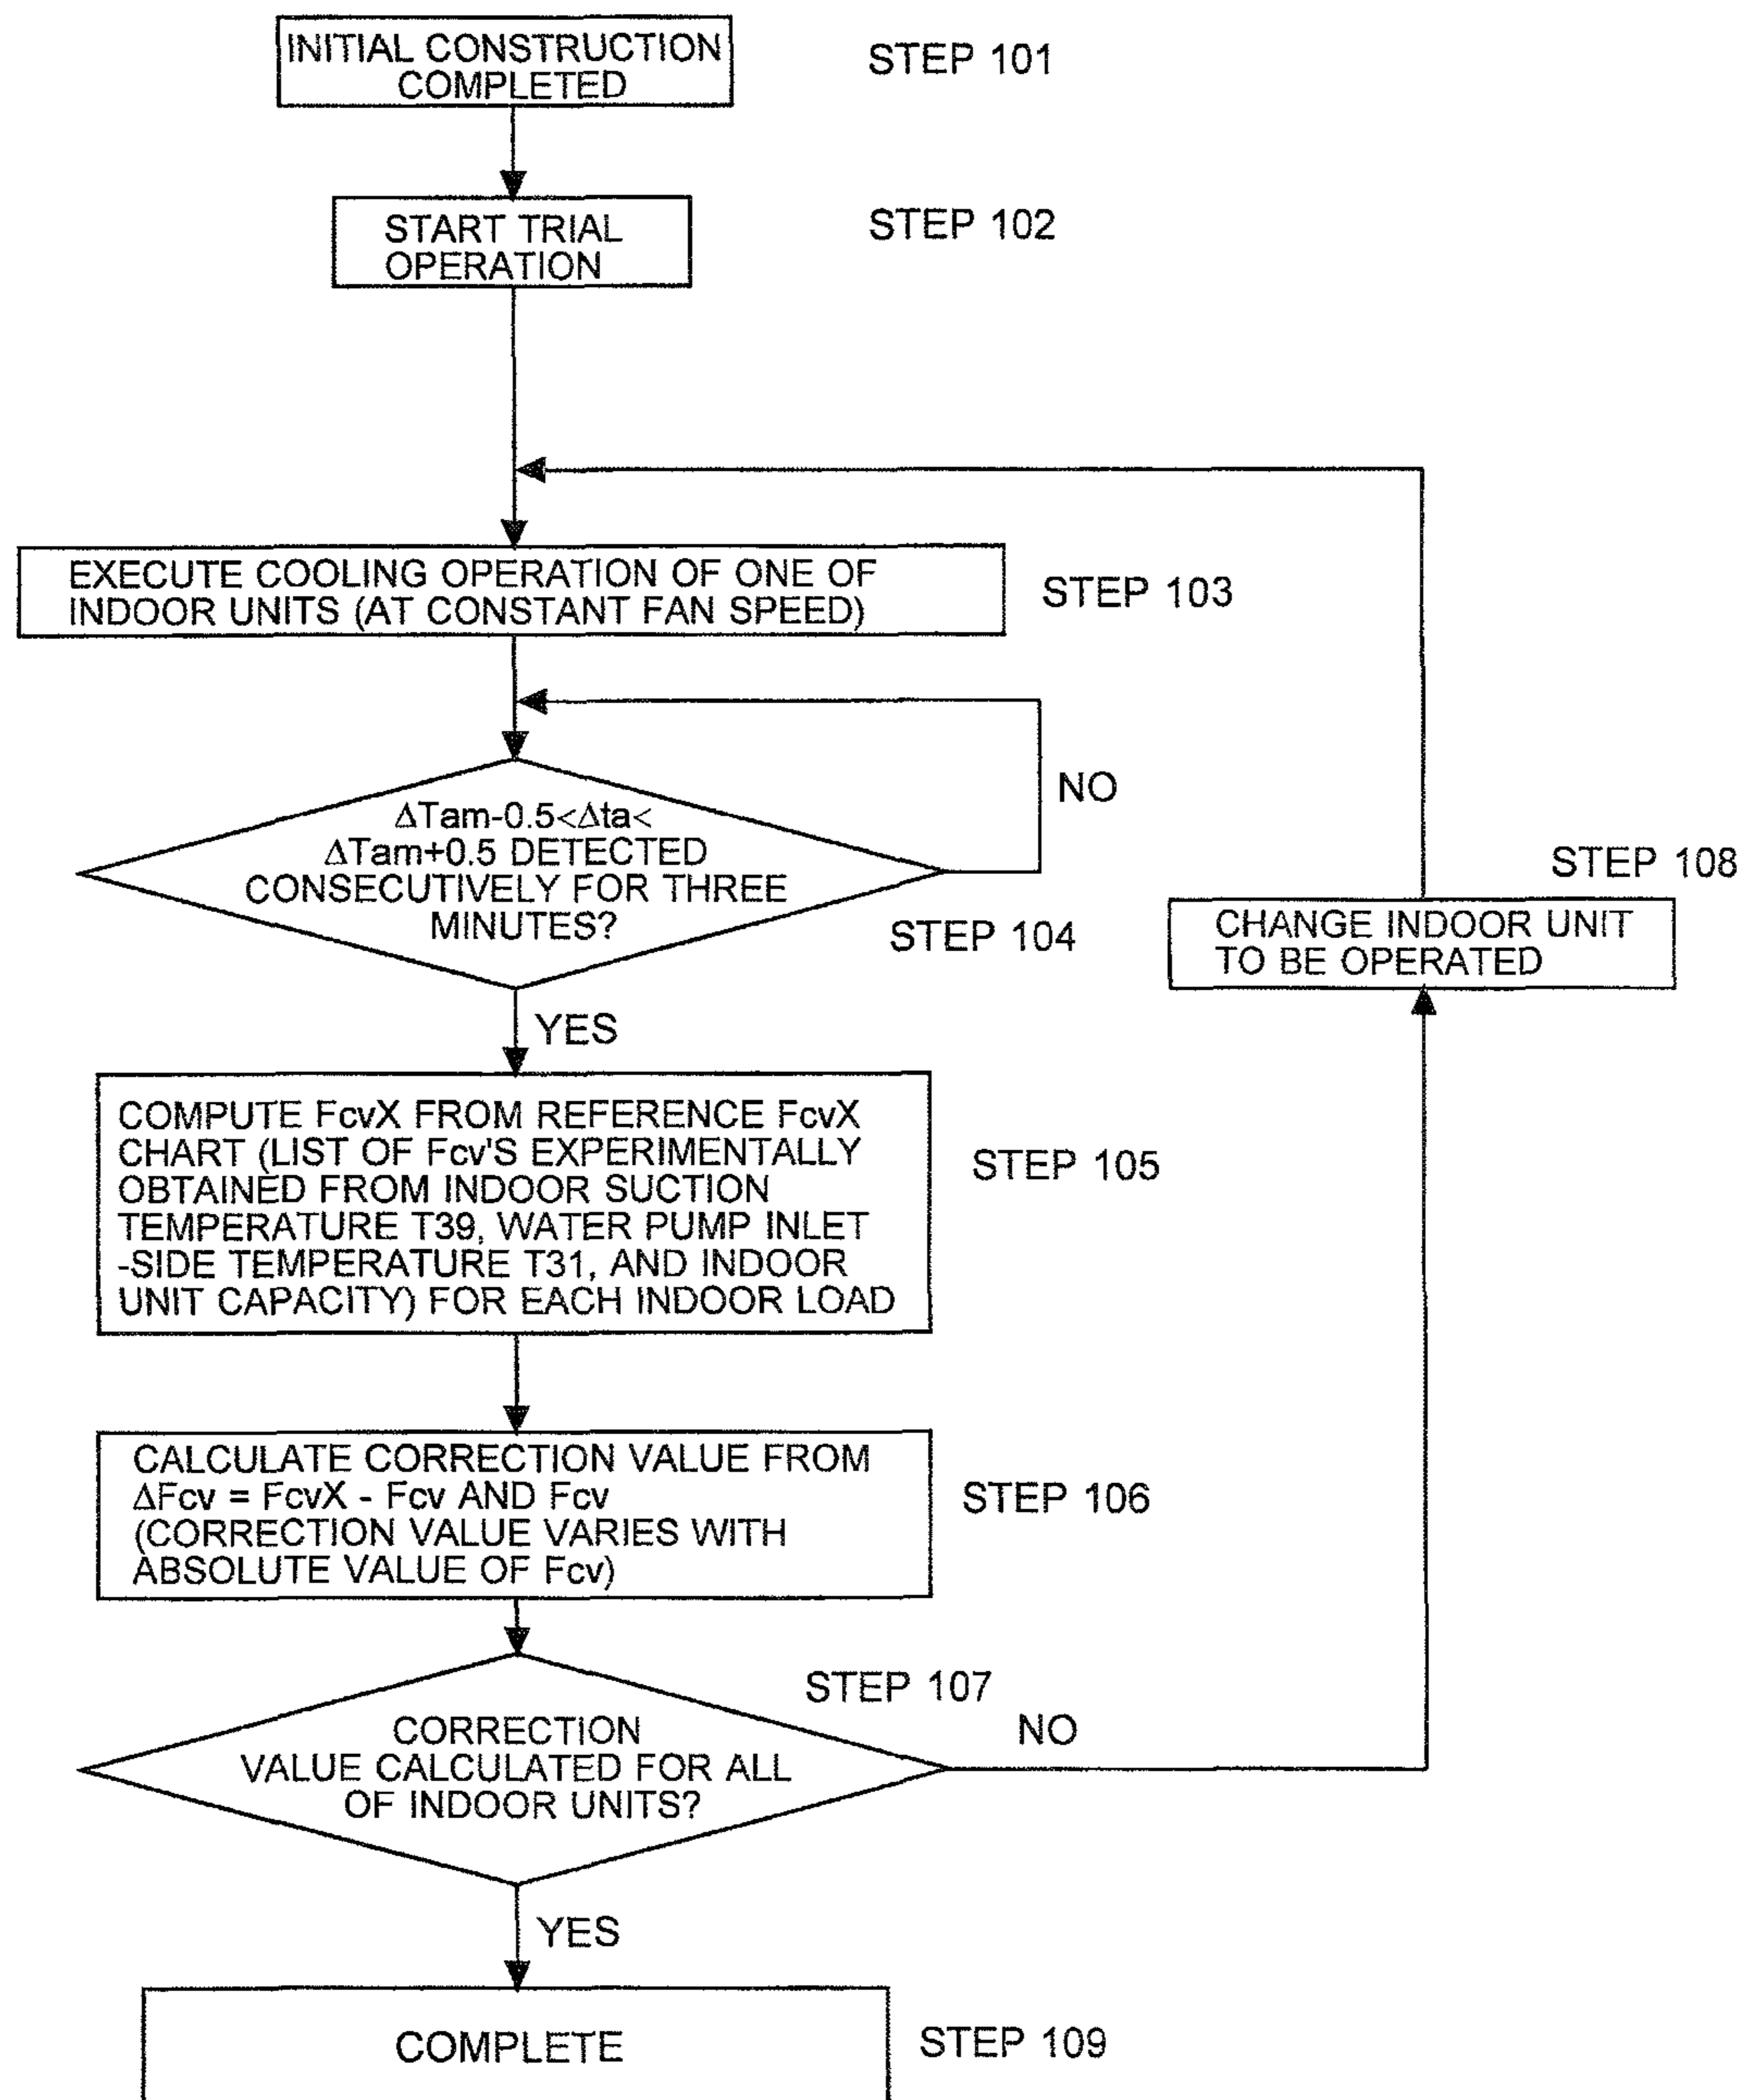 INITIAL CONSTRUCTION
COMPLETED
STEP 101
START TRIAL
OPERATION
STEP 102
EXECUTE COOLING OPERATION OF ONE OF
INDOOR UNITS (AT CONSTANT FAN SPEED)
STEP 103
ΔTam-0.5<Δta<
ΔTam+0.5 DETECTED
CONSECUTIVELY FOR THREE
MINUTES?
NO
STEP 104
STEP 108
CHANGE INDOOR UNIT
TO BE OPERATED
YES
COMPUTE FcvX FROM REFERENCE FcvX
CHART (LIST OF Fcv'S EXPERIMENTALLY
OBTAINED FROM INDOOR SUCTION
TEMPERATURE T39, WATER PUMP INLET
-SIDE TEMPERATURE T31, AND INDOOR
UNIT CAPACITY) FOR EACH INDOOR LOAD
STEP 105
CALCULATE CORRECTION VALUE FROM
ΔFcv = FcvX - Fcv AND Fcv
(CORRECTION VALUE VARIES WITH
ABSOLUTE VALUE OF Fcv)
STEP 106
STEP 107
CORRECTION
VALUE CALCULATED FOR ALL
OF INDOOR UNITS?
NO
YES
COMPLETE
STEP 109